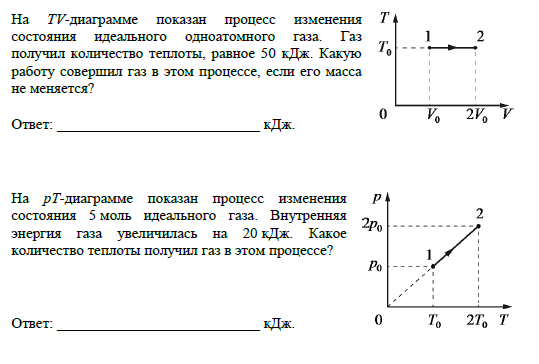 На TV-диаграмме показан процесс изменения
состояния идеального одноатомного газа. Газ
получил количество теплоты, равное 50 кДж. Какую
работу совершил газ в этом процессе, если его масса
не меняется?
Ответ: ______________________________ кДж.
T
1 2
T₀
0 V₀ 2V₀ V
На pT-диаграмме показан процесс изменения
состояния 5 моль идеального газа. Внутренняя
энергия газа увеличилась на 20 кДж. Какое
количество теплоты получил газ в этом процессе?
Ответ: ______________________________ кДж.
p
2
2p₀
1
p₀
0 T₀ 2T₀ T